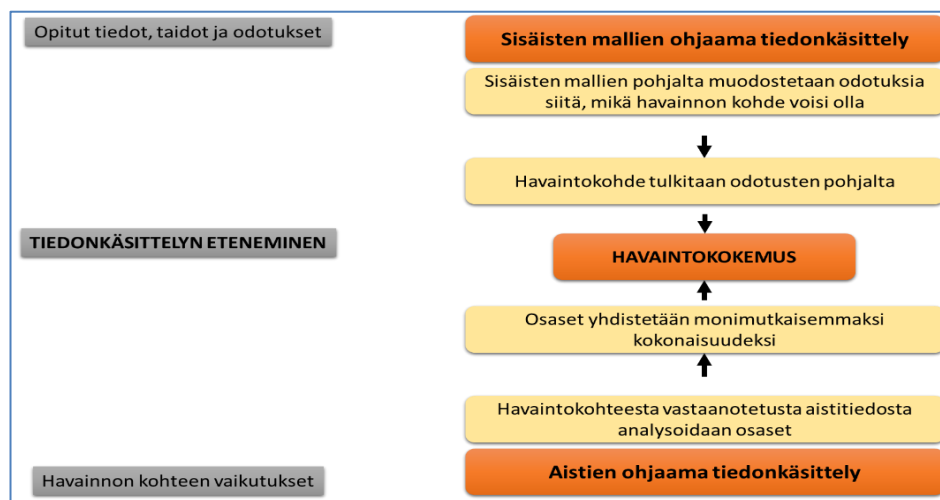 Opitut tiedot, taidot ja odotukset
Sisäisten mallien ohjaama tiedonkäsittely
Sisäisten mallien pohjalta muodostetaan odotuksia
siitä, mikä havainnon kohde voisi olla
Havaintokohde tulkitaan odotusten pohjalta
TIEDONKÄSITTELYN ETENEMINEN
HAVAINTOKOKEMUS
Osaset yhdistetään monimutkaisemmaksi
kokonaisuudeksi
Havaintokohteesta vastaanotetusta aistitiedosta
analysoidaan osaset
Havainnon kohteen vaikutukset
Aistien ohjaama tiedonkäsittely